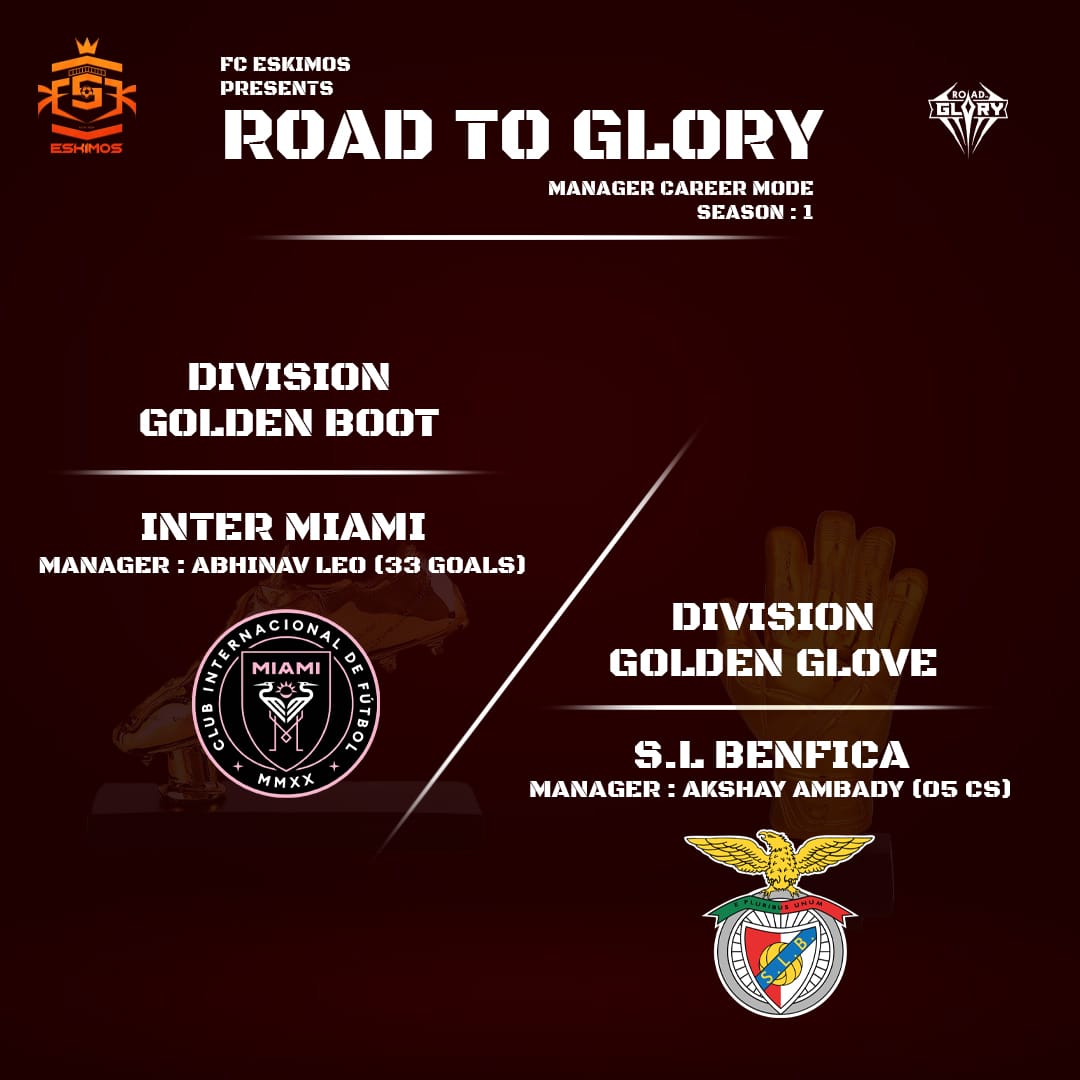 ESKIMOS
FC ESKIMOS
PRESENTS
ROAD TO GLORY
MANAGER CAREER MODE
SEASON : 1
ROAD TO
GLORY
DIVISION
GOLDEN BOOT
INTER MIAMI
MANAGER : ABHINAV LEO (33 GOALS)
CLUB INTERNACIONAL DE FÚTBOL
MIAMI
MMXX
DIVISION
GOLDEN GLOVE
S.L BENFICA
MANAGER : AKSHAY AMBADY (05 CS)
E PLURIBUS UNUM
S. L. B.